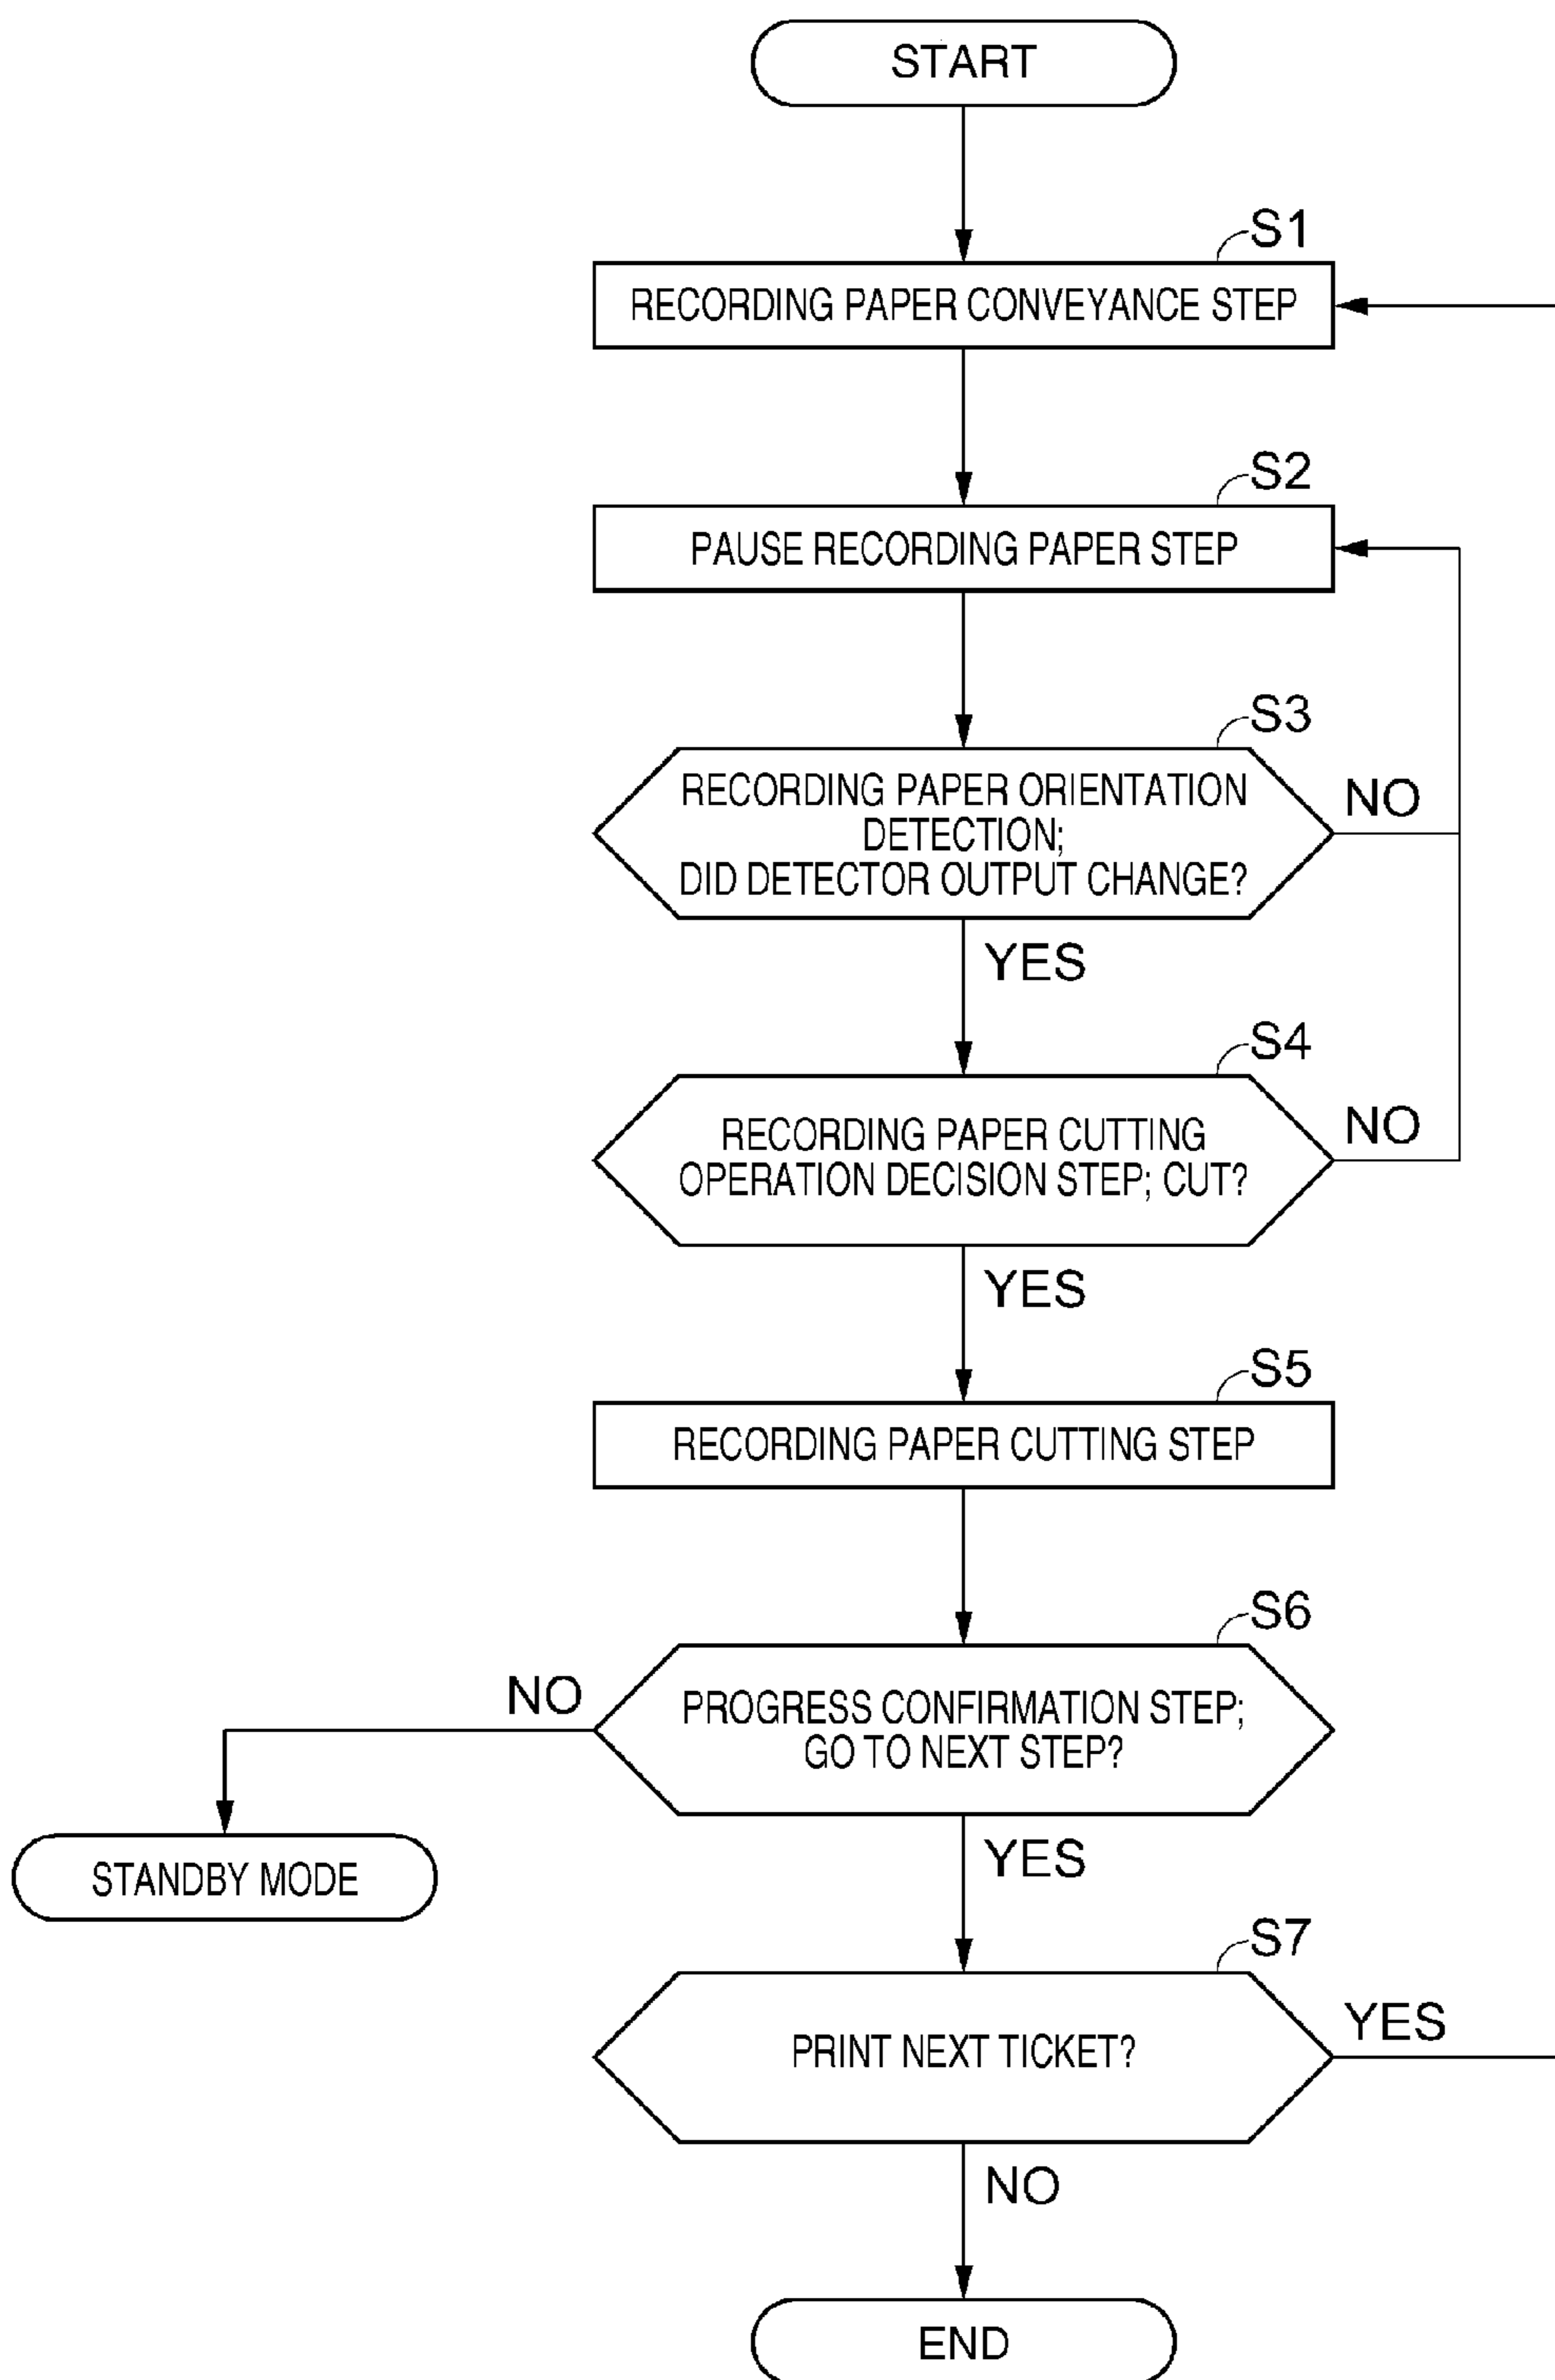 START
S1
RECORDING PAPER CONVEYANCE STEP
S2
PAUSE RECORDING PAPER STEP
S3
RECORDING PAPER ORIENTATION
DETECTION;
DID DETECTOR OUTPUT CHANGE?
NO
YES
S4
RECORDING PAPER CUTTING
OPERATION DECISION STEP; CUT?
NO
YES
S5
RECORDING PAPER CUTTING STEP
S6
NO
PROGRESS CONFIRMATION STEP;
GO TO NEXT STEP?
YES
STANDBY MODE
S7
PRINT NEXT TICKET?
YES
NO
END